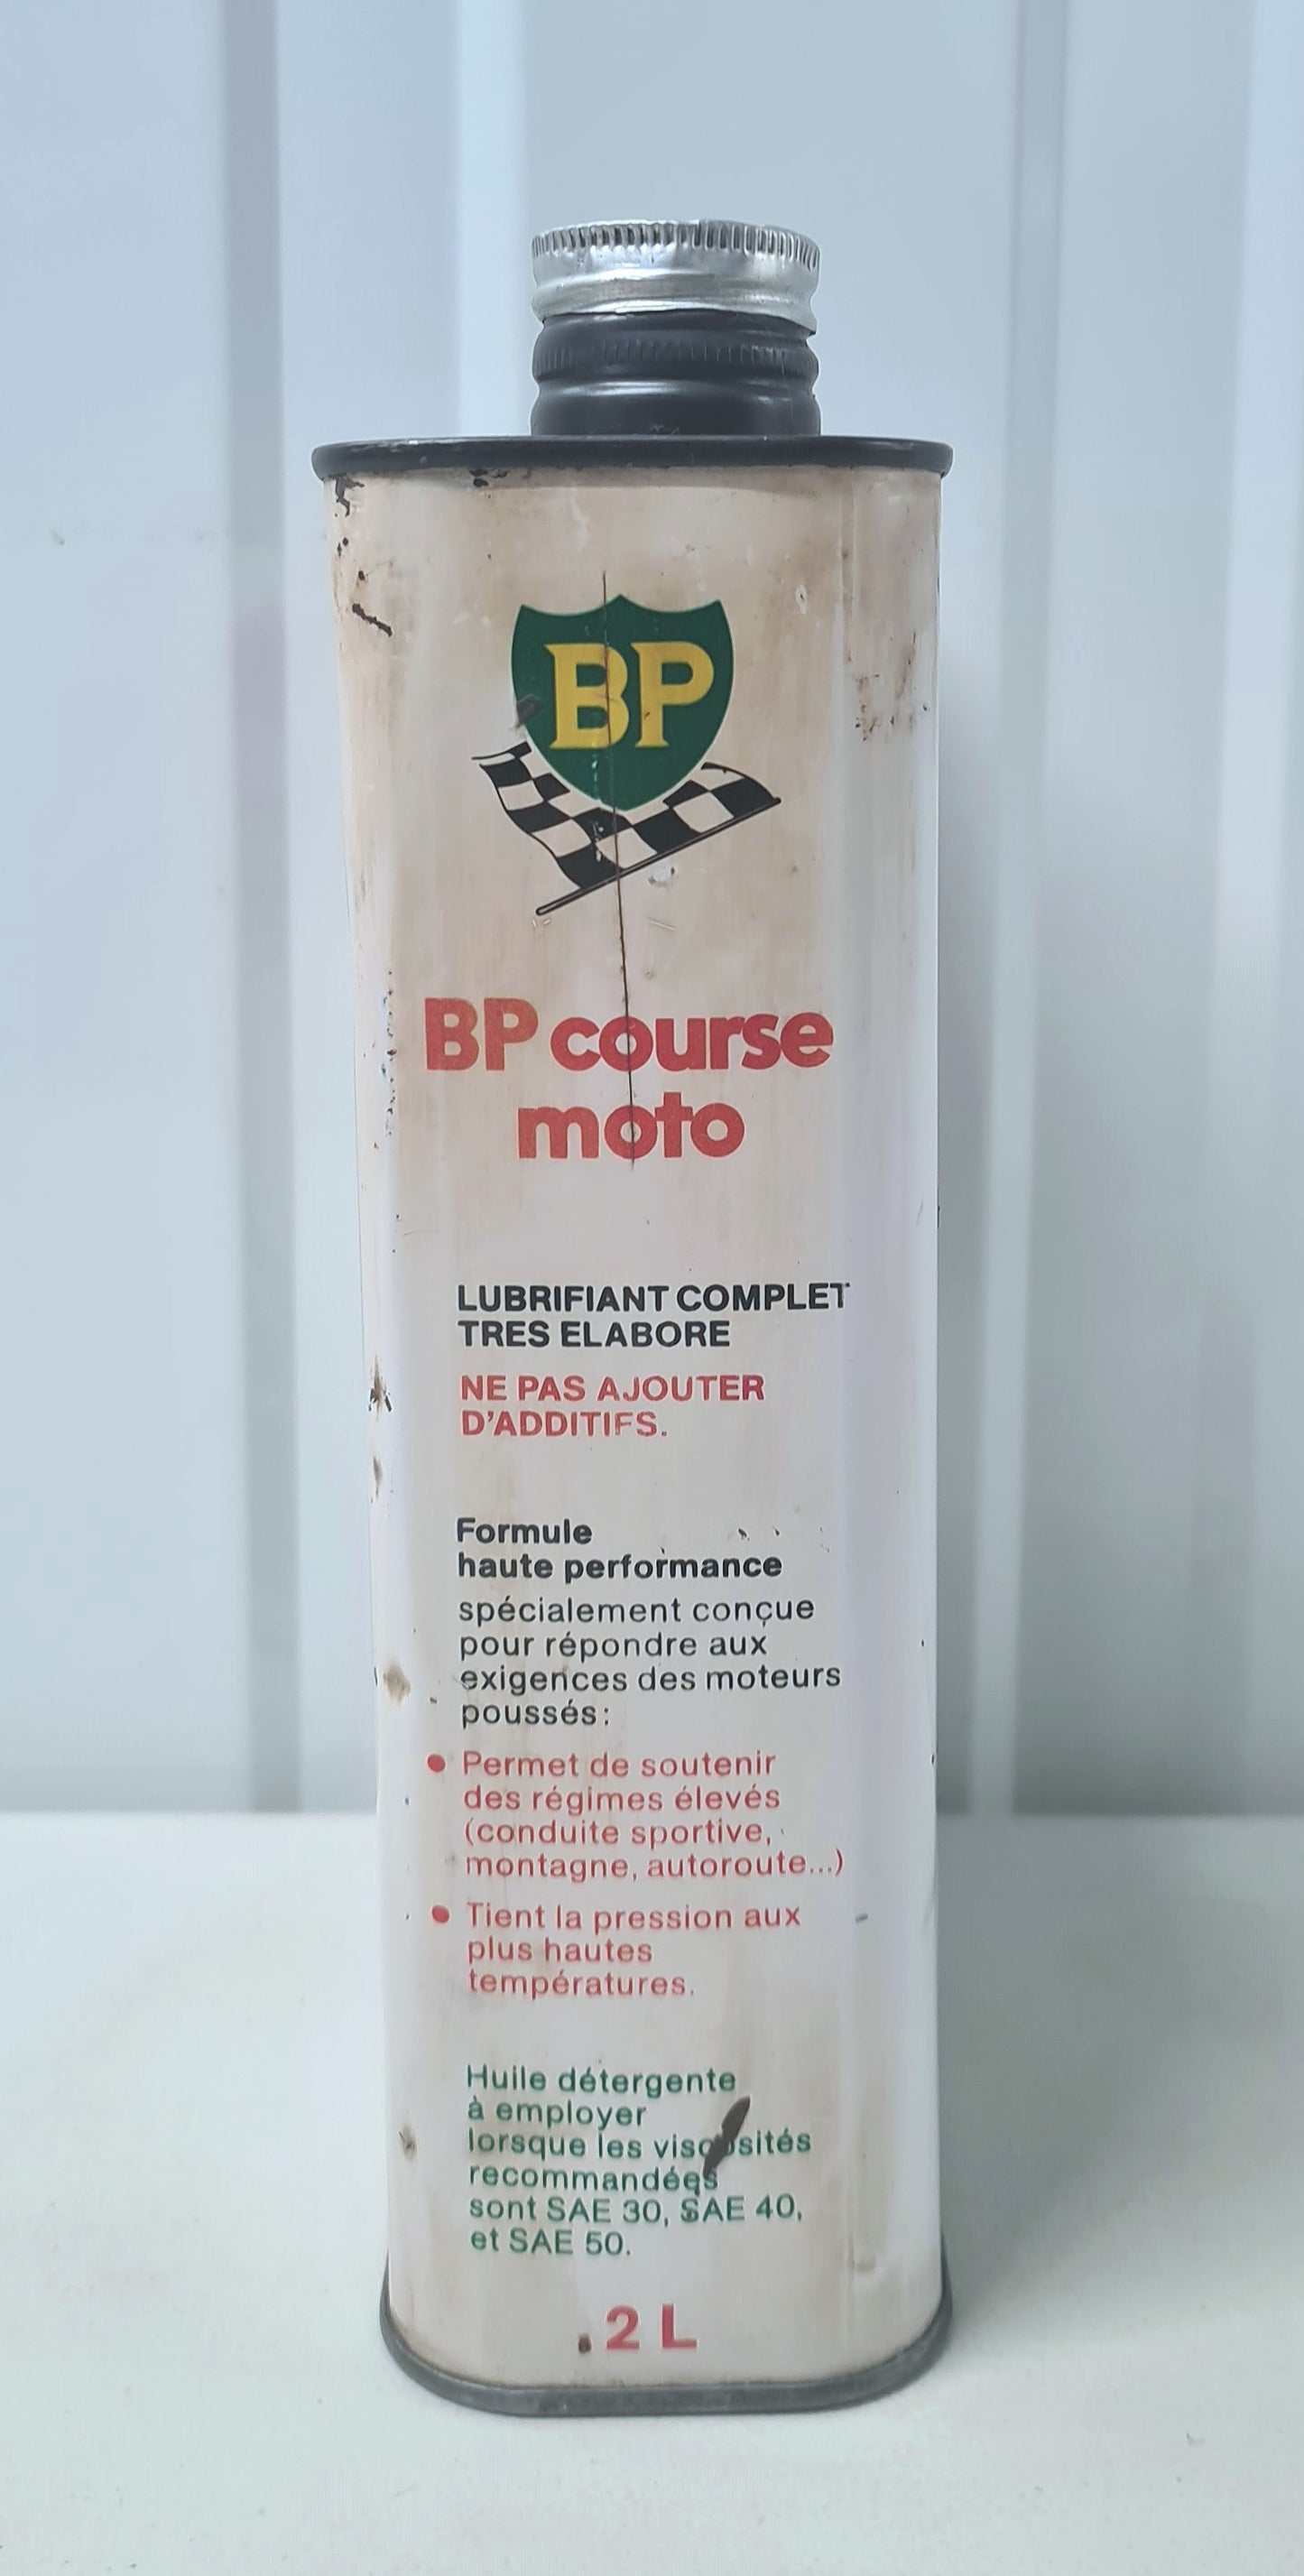 BP
BP course
moto
LUBRIFIANT COMPLET
TRES ELABORE
NE PAS AJOUTER
D'ADDITIFS.
Formule
haute performance
spécialement conçue
pour répondre aux
exigences des moteurs
poussés:
• Permet de soutenir
des régimes élevés
(conduite sportive,
montagne, autoroute...)
• Tient la pression aux
plus hautes
températures.
Huile détergente
à employer
lorsque les viscosités
recommandées
sont SAE 30, SAE 40,
et SAE 50.
2 L